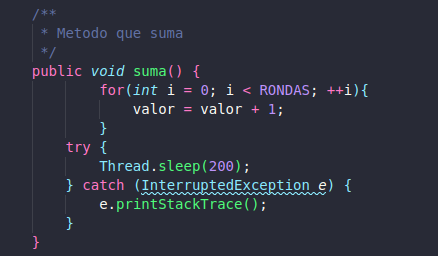 /**
 * Metodo que suma
 */
public void suma() {
        for(int i = 0; i < RONDAS; ++i){
            valor = valor + 1;
        }
    try {
        Thread.sleep(200);
    } catch (InterruptedException e) {
        e.printStackTrace();
    }
}